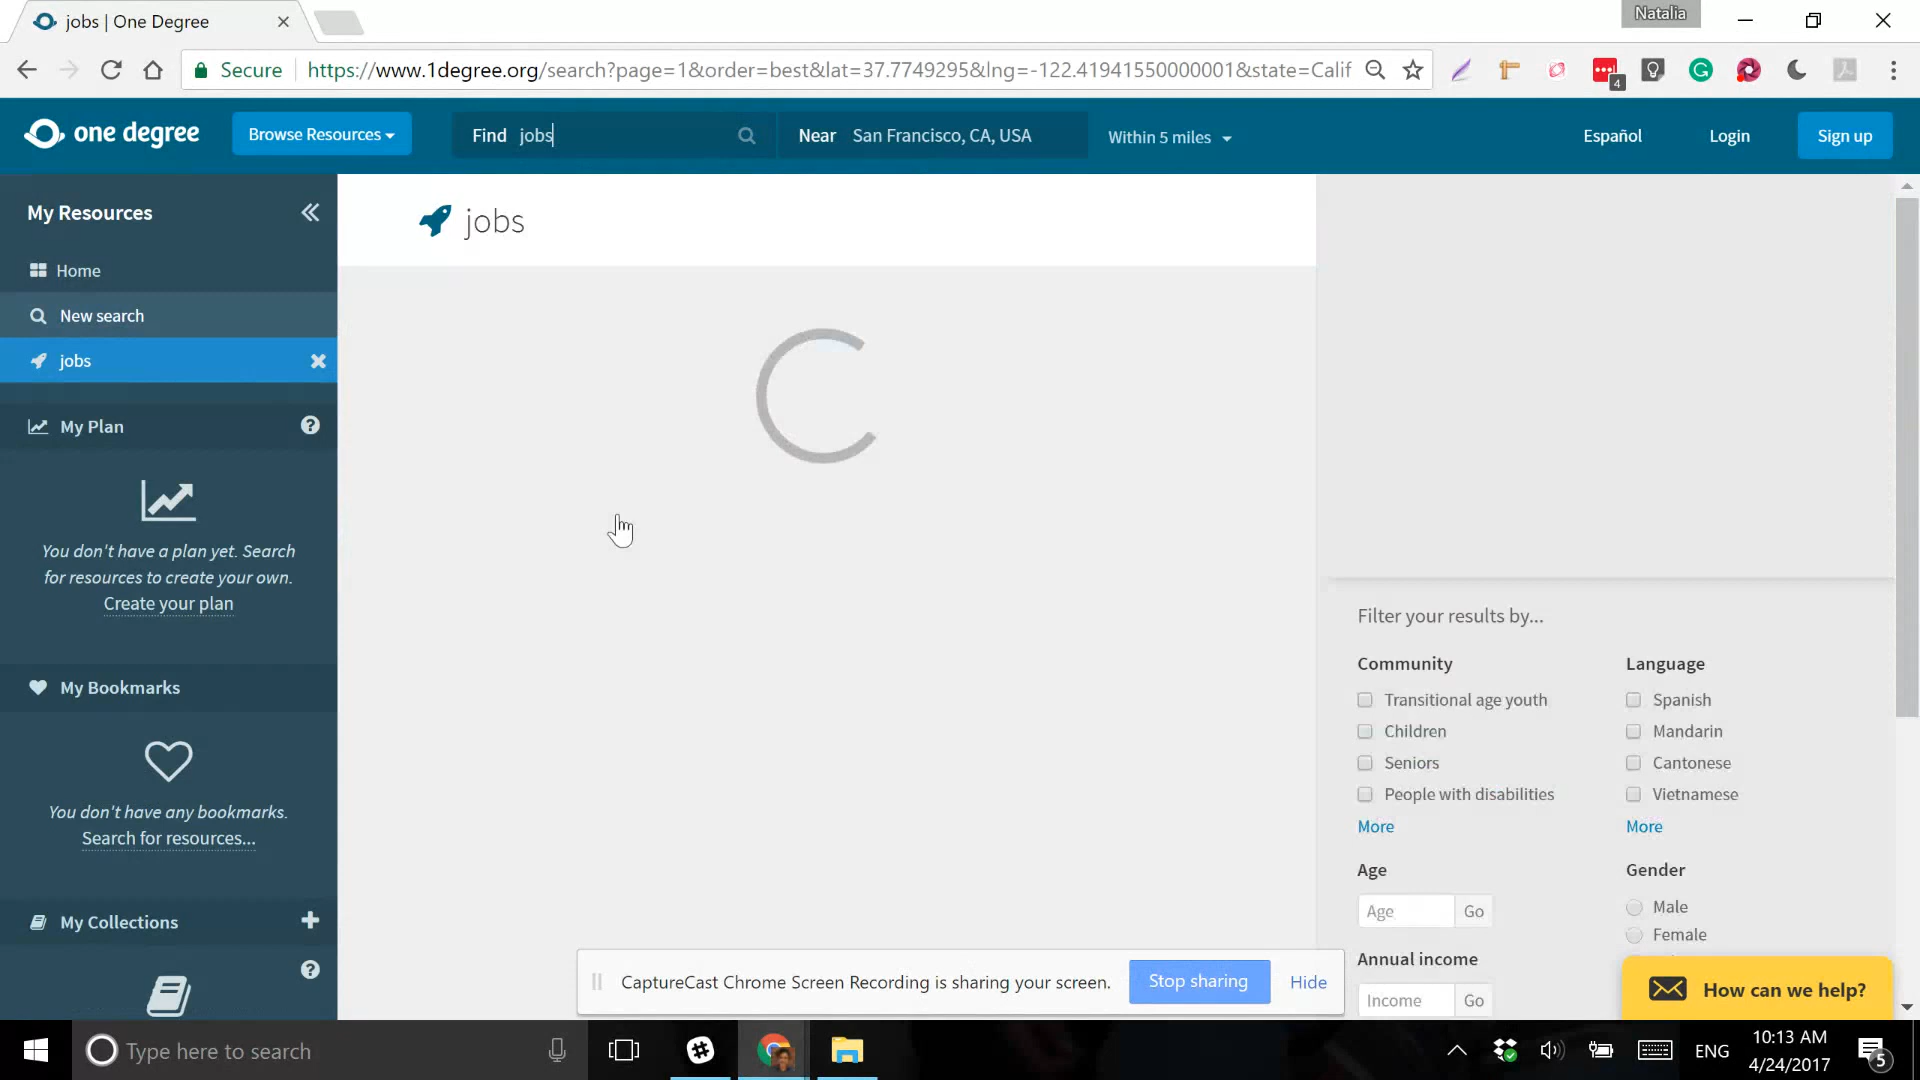 jobs | One Degree
Natalia
Secure
https://www.1degree.org/search?page=1&order=best&lat=37.7749295&lng=-122.41941550000001&state=Calif
4
one degree
Browse Resources
Find jobs
Near San Francisco, CA, USA
Within 5 miles
Español
Login
Sign up
My Resources
Home
New search
jobs
My Plan
You don't have a plan yet. Search
for resources to create your own.
Create your plan
My Bookmarks
You don't have any bookmarks.
Search for resources...
My Collections
jobs
Filter your results by...
Community
Transitional age youth
Children
Seniors
People with disabilities
More
Language
Spanish
Mandarin
Cantonese
Vietnamese
More
Age
Age Go
Gender
Male
Female
Annual income
Income Go
How can we help?
CaptureCast Chrome Screen Recording is sharing your screen.
Stop sharing
Hide
Type here to search
ENG
10:13 AM
4/24/2017
5